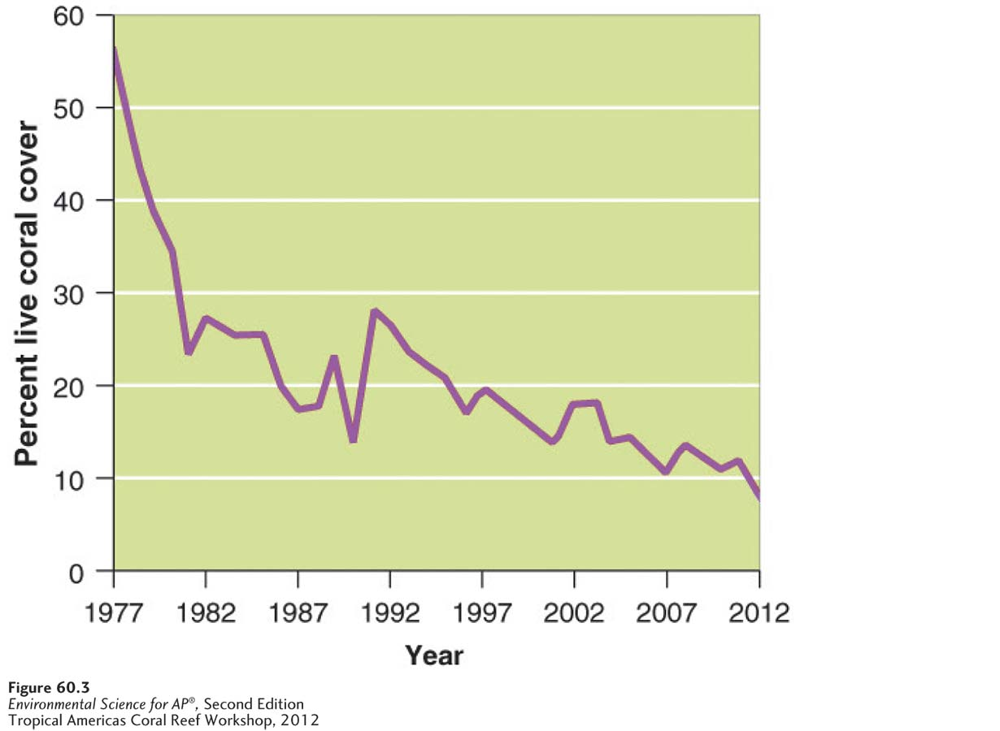 60
50
40
30
20
10
0
Percent live coral cover
1977 1982 1987 1992 1997 2002 2007 2012
Year
Figure 60.3
Environmental Science for AP®, Second Edition
Tropical Americas Coral Reef Workshop, 2012